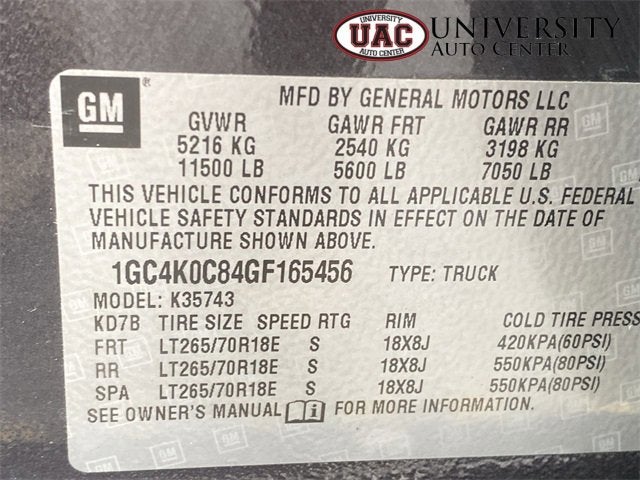 UAC
UNIVERSITY
AUTO CENTER
GM
MFD BY GENERAL MOTORS LLC
GVWR GAWR FRT GAWR RR
5216 KG 2540 KG 3198 KG
11500 LB 5600 LB 7050 LB
THIS VEHICLE CONFORMS TO ALL APPLICABLE U.S. FEDERAL
VEHICLE SAFETY STANDARDS IN EFFECT ON THE DATE OF
MANUFACTURE SHOWN ABOVE.
1GC4K0C84GF165456 TYPE: TRUCK
MODEL: K35743
KD7B TIRE SIZE SPEED RTG RIM COLD TIRE PRESS
FRT LT265/70R18E S 18X8J 420KPA(60PSI)
RR LT265/70R18E S 18X8J 550KPA(80PSI)
SPA LT265/70R18E S 18X8J 550KPA(80PSI)
SEE OWNER'S MANUAL i FOR MORE INFORMATION.